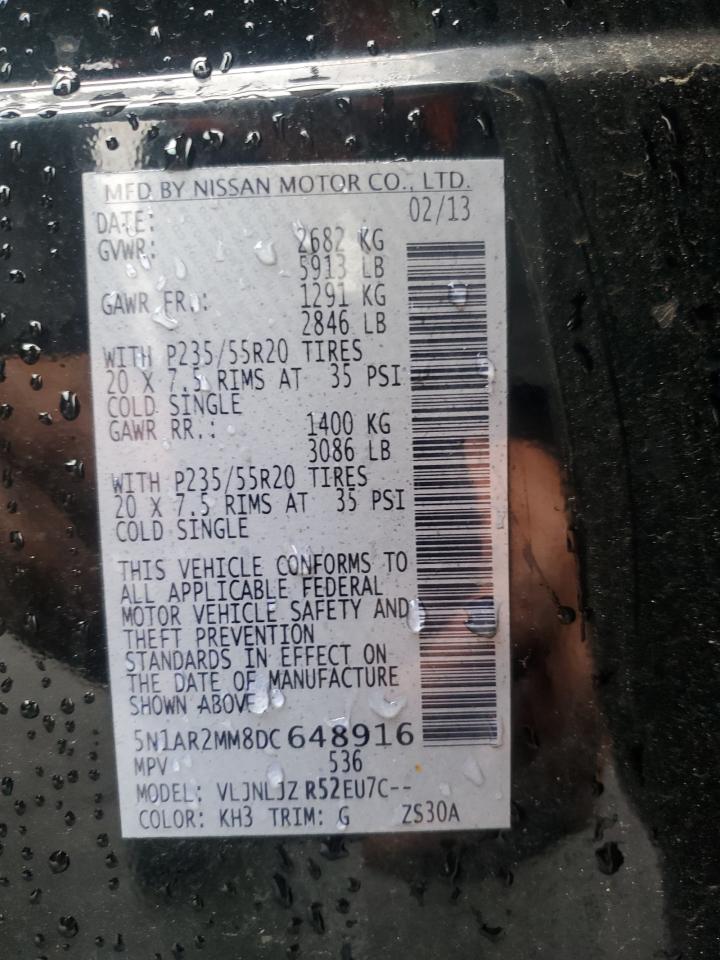 MFD BY NISSAN MOTOR CO., LTD.
DATE: 02/13
GVWR: 2682 KG
5913 LB
GAWR FR.: 1291 KG
2846 LB
WITH P235/55R20 TIRES
20 X 7.5 RIMS AT 35 PSI
COLD SINGLE
GAWR RR.: 1400 KG
3086 LB
WITH P235/55R20 TIRES
20 X 7.5 RIMS AT 35 PSI
COLD SINGLE
THIS VEHICLE CONFORMS TO
ALL APPLICABLE FEDERAL
MOTOR VEHICLE SAFETY AND
THEFT PREVENTION
STANDARDS IN EFFECT ON
THE DATE OF MANUFACTURE
SHOWN ABOVE
5N1AR2MM8DC648916
MPV 536
MODEL: VLJNLJZ R52EU7C--
COLOR: KH3 TRIM: G ZS30A